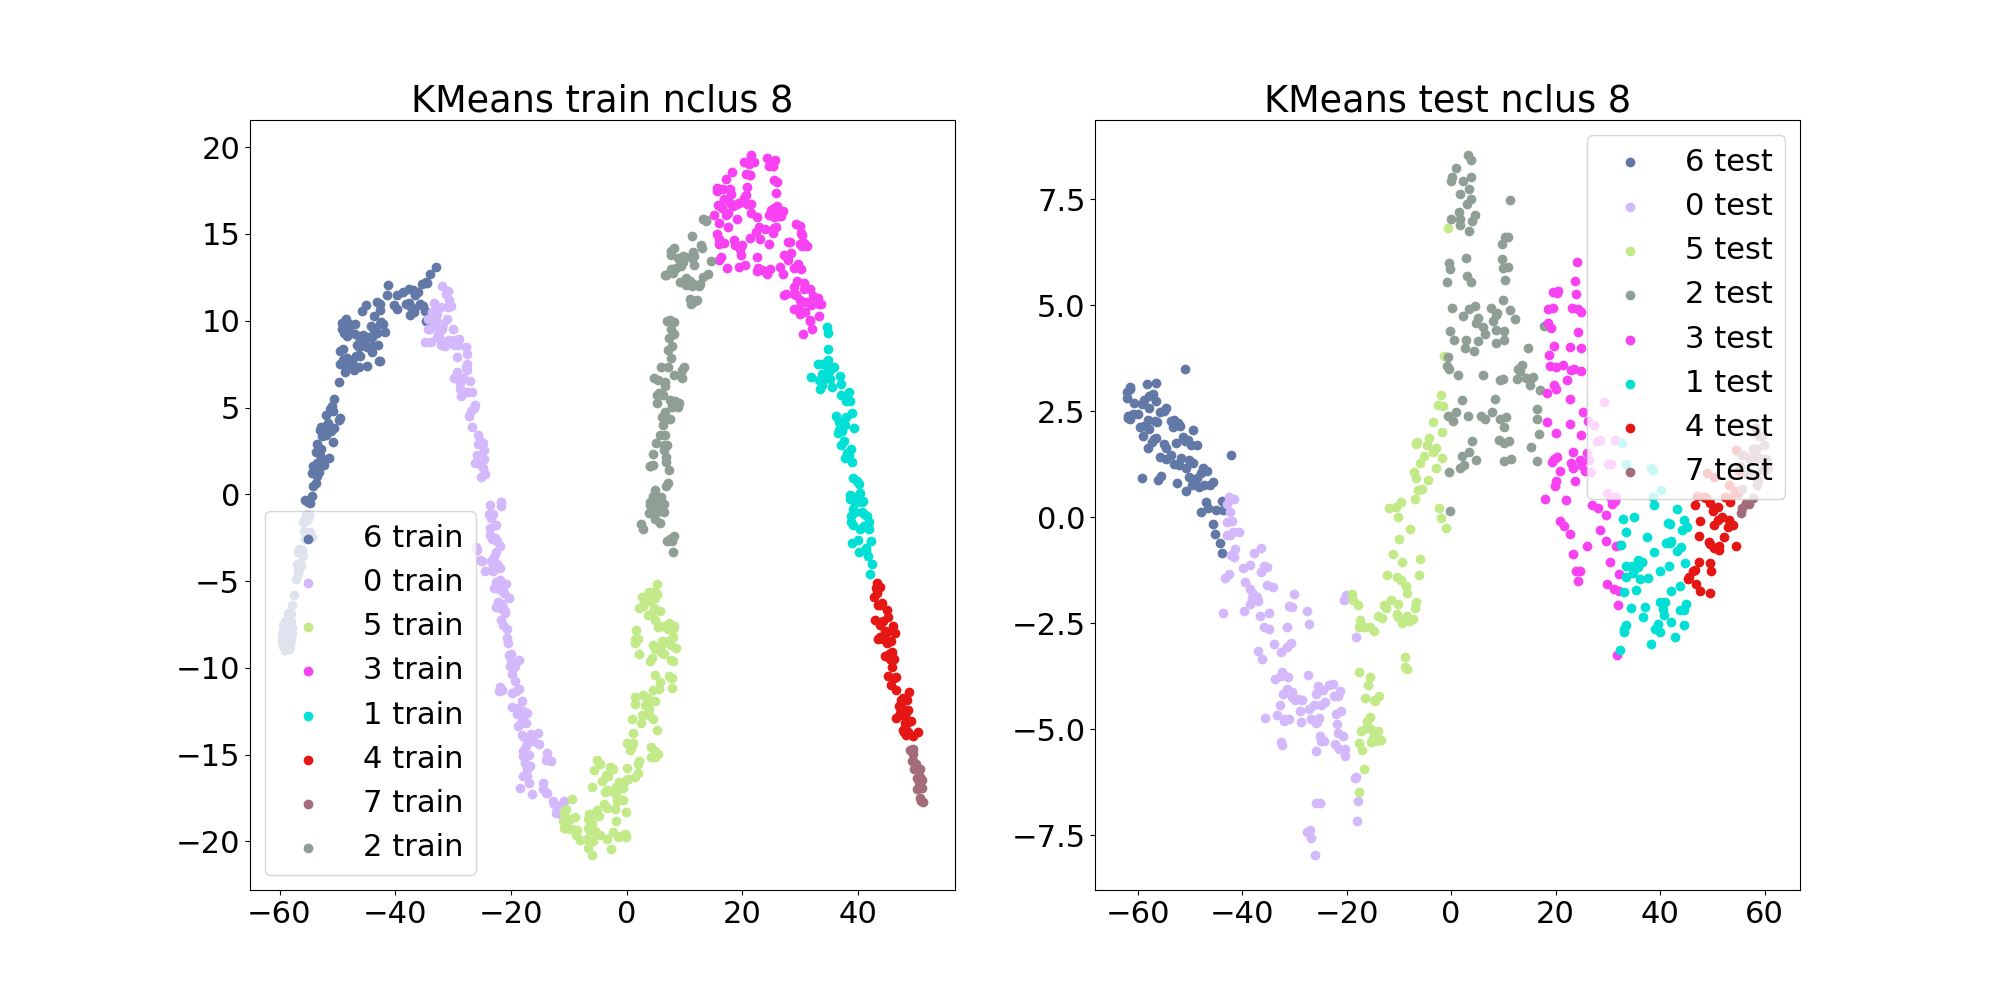 KMeans train nclus 8
20
15
10
5
0
−5
−10
−15
−20
−60
−40
−20
0
20
40
6 train
0 train
5 train
3 train
1 train
4 train
7 train
2 train
KMeans test nclus 8
7.5
5.0
2.5
0.0
−2.5
−5.0
−7.5
−60
−40
−20
0
20
40
60
6 test
0 test
5 test
2 test
3 test
1 test
4 test
7 test